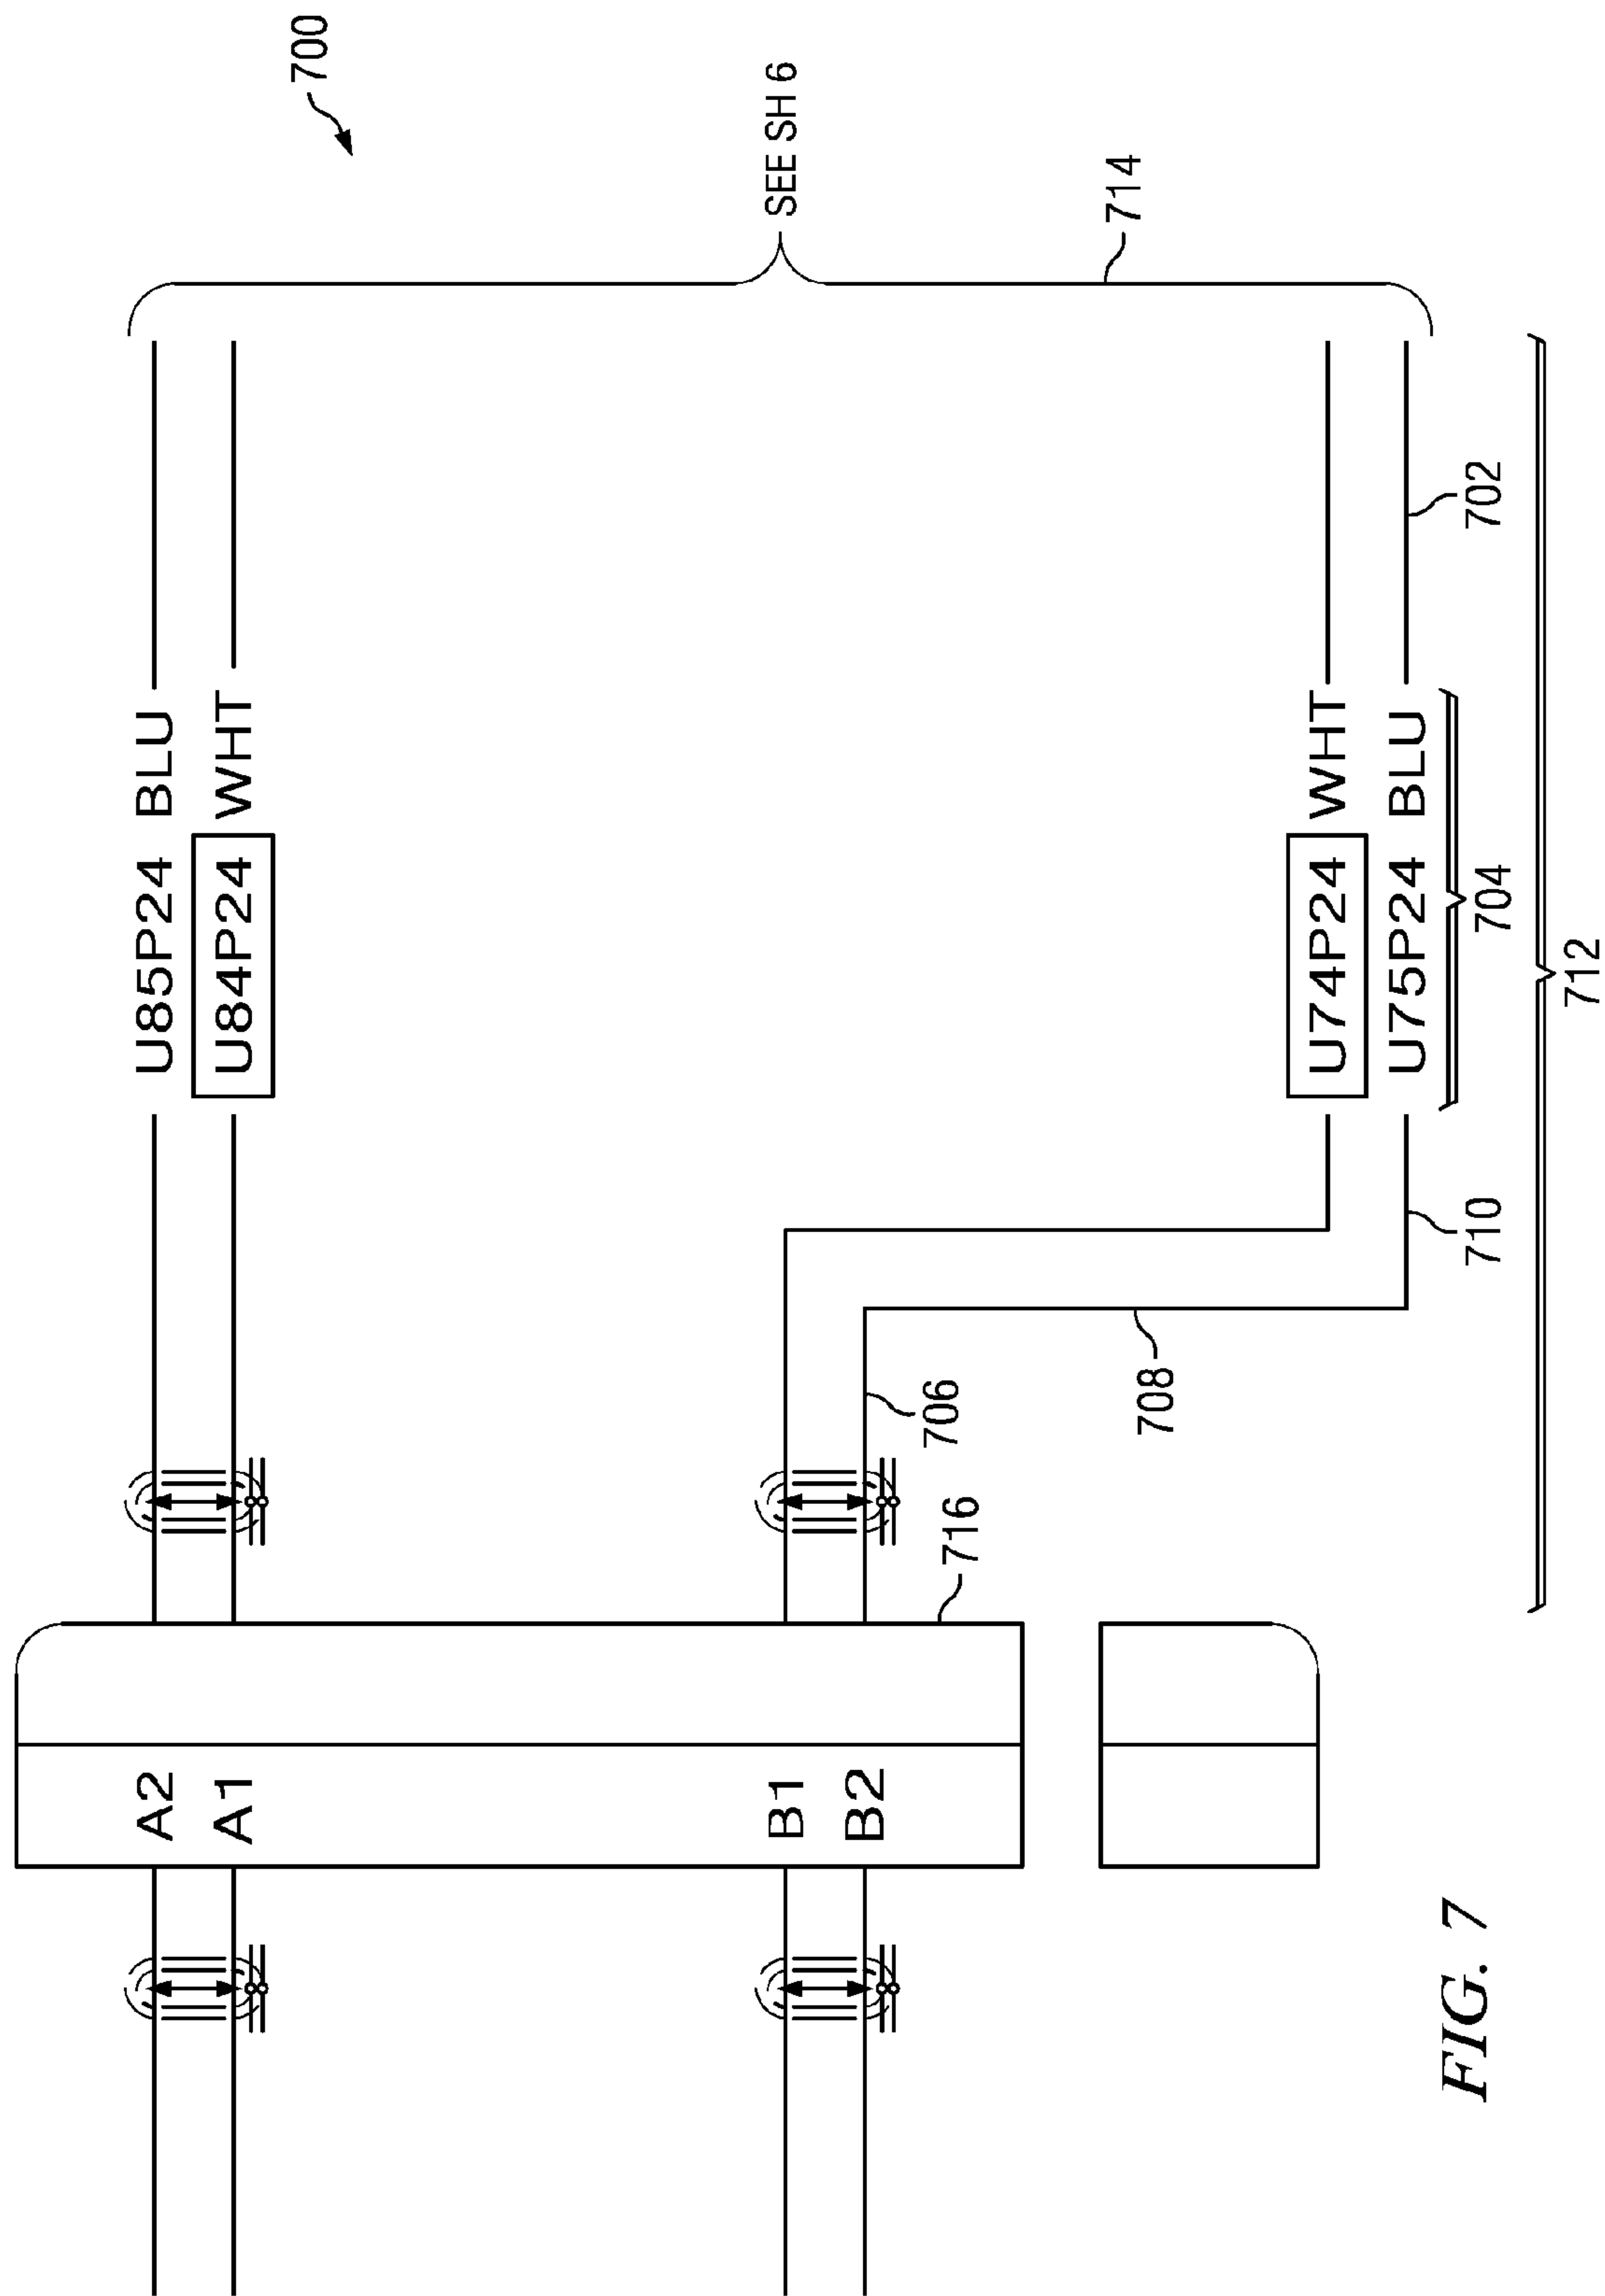 700
SEE SH 6
714
U85P24 BLU
U84P24 WHT
U74P24 WHT
U75P24 BLU
702
704
712
710
708
706
716
A2
A1
B1
B2
FIG. 7